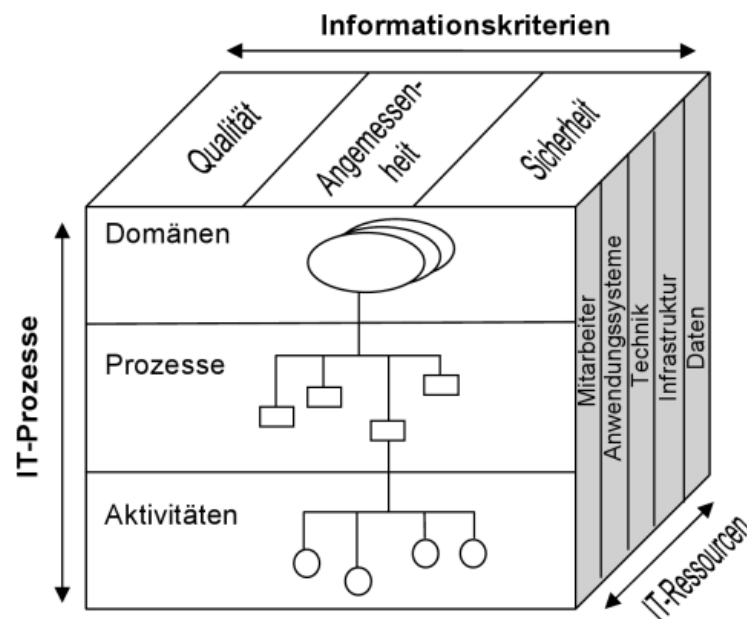 Informationskriterien
Qualität
Angemessen-
heit
Sicherheit
Domänen
Prozesse
Aktivitäten
IT-Prozesse
Mitarbeiter
Anwendungssysteme
Technik
Infrastruktur
Daten
IT-Ressourcen